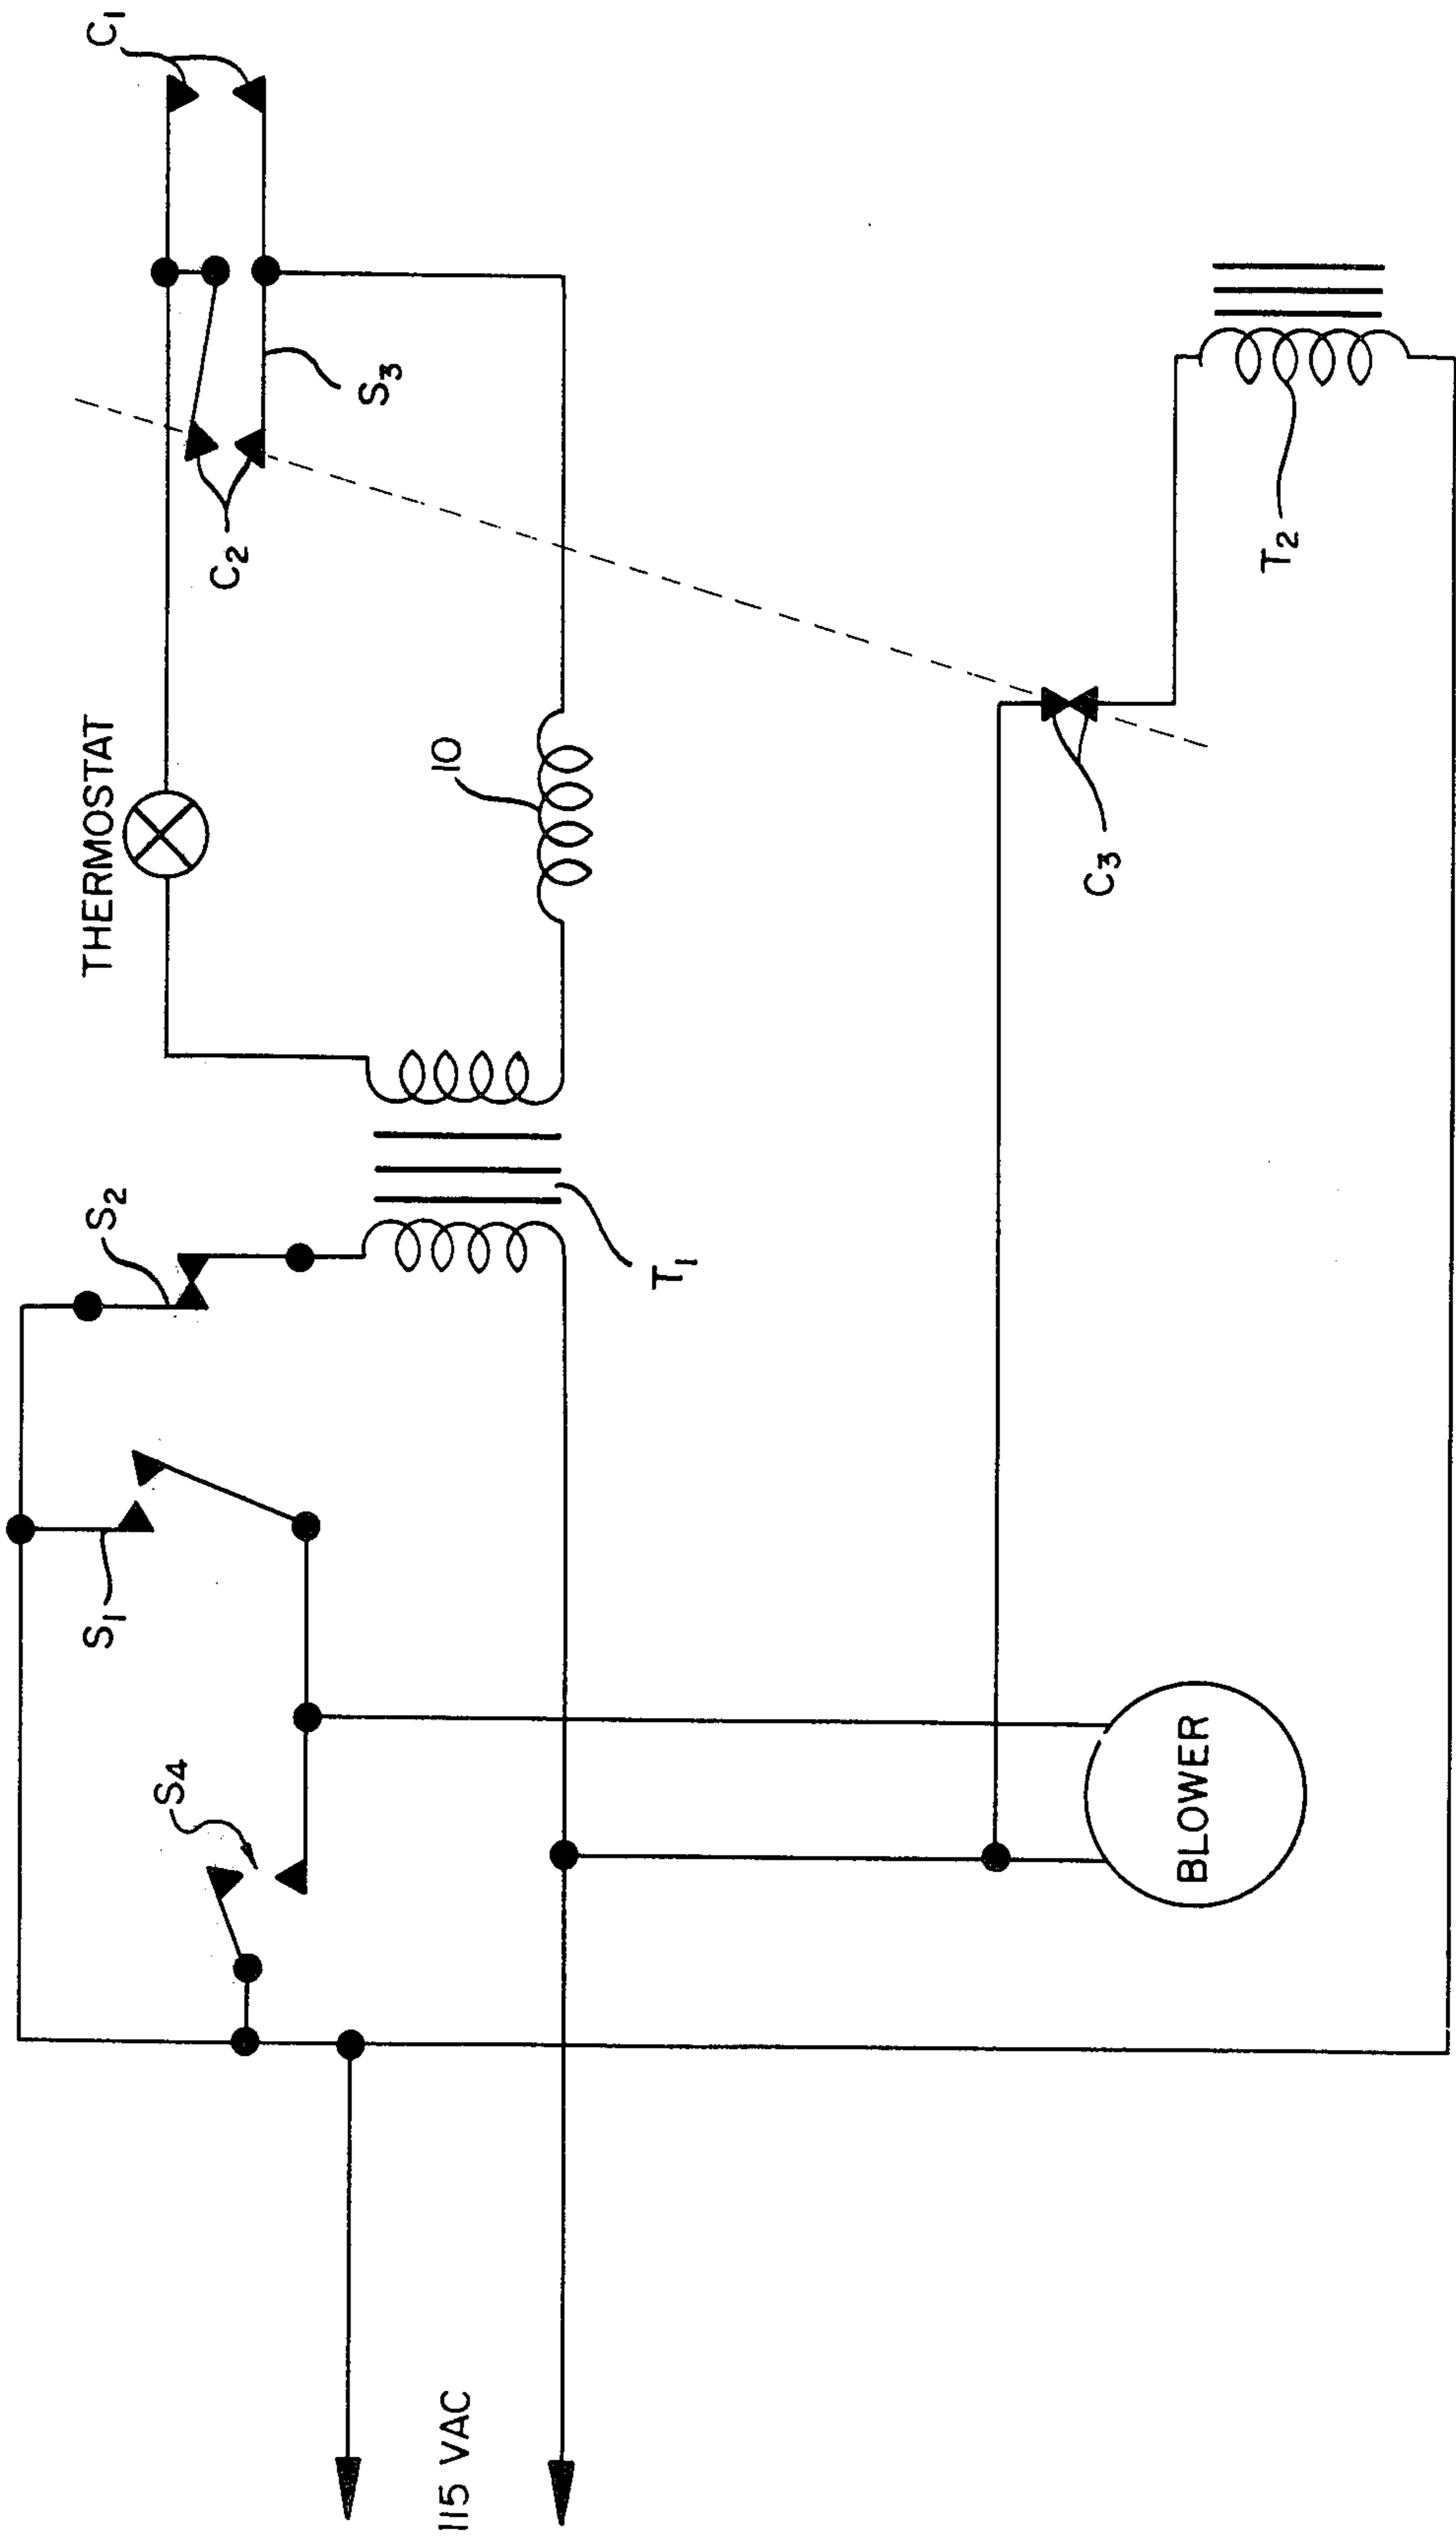 C1
THERMOSTAT
S3
C2
10
S2
T1
S1
S4
C3
T2
BLOWER
115 VAC